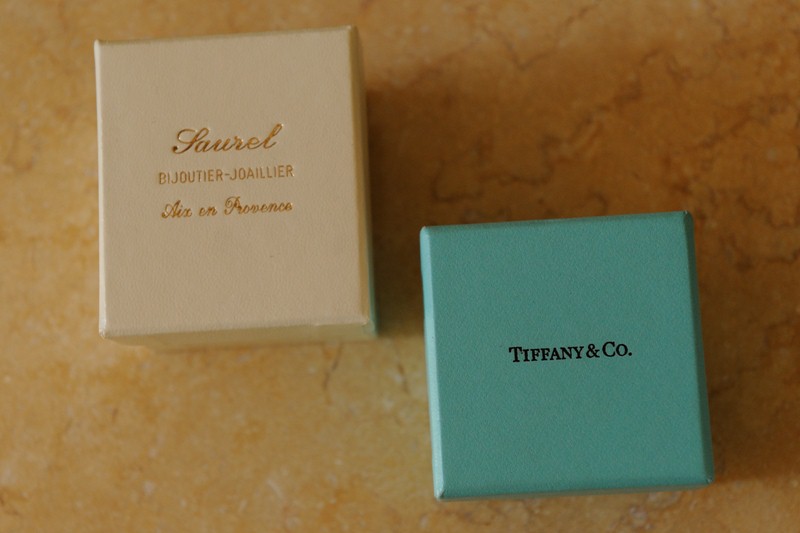 Saurel
BIJOUTIER-JOAILLIER
Aix en Provence
TIFFANY & CO.